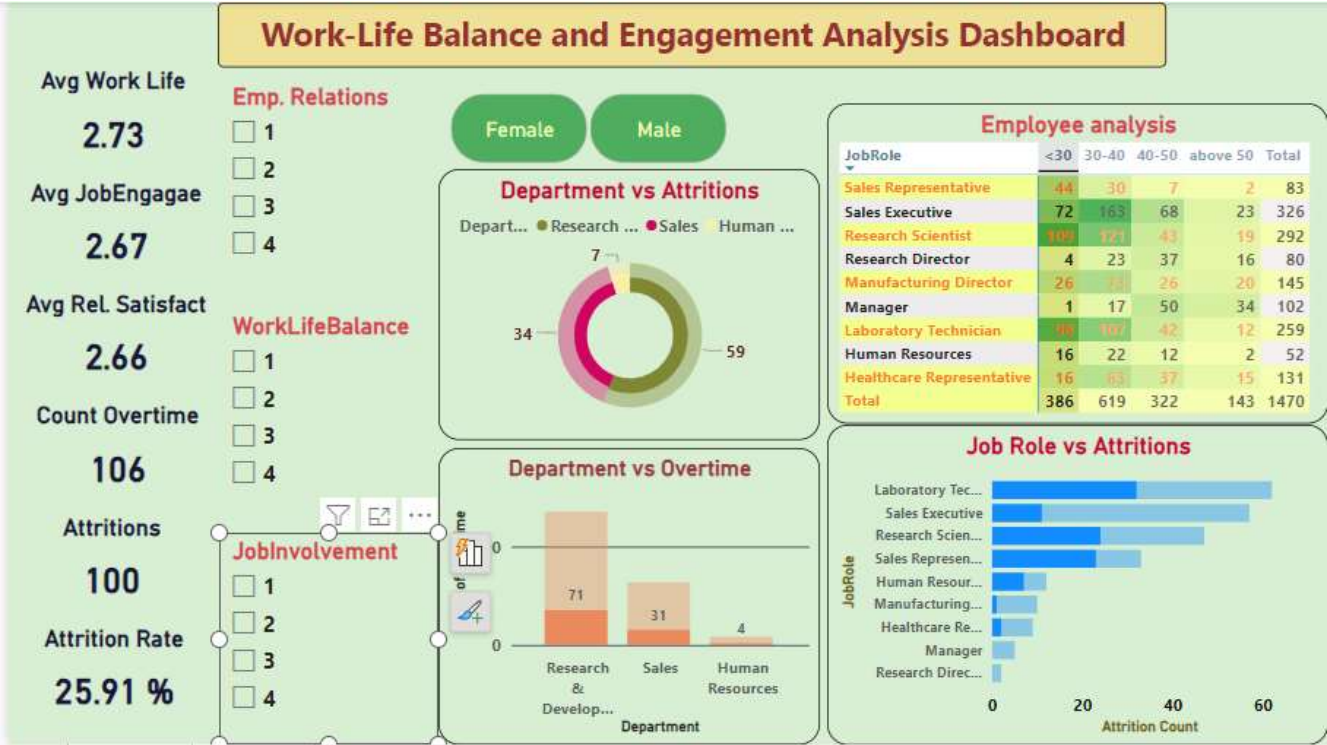 Work-Life Balance and Engagement Analysis Dashboard
Avg Work Life
2.73
Avg JobEngagae
2.67
Avg Rel. Satisfact
2.66
Count Overtime
106
Attritions
100
Attrition Rate
25.91 %
Emp. Relations
1
2
3
4
WorkLifeBalance
1
2
3
4
JobInvolvement
1
2
3
4
Female
Male
Department vs Attritions
Depart... Research ... Sales Human ...
7
34
59
Department vs Overtime
0
0
71
31
4
Research & Develop...
Sales
Human Resources
Department
Employee analysis
JobRole <30 30-40 40-50 above 50 Total
Sales Representative 44 30 7 2 83
Sales Executive 72 163 68 23 326
Research Scientist 109 121 43 19 292
Research Director 4 23 37 16 80
Manufacturing Director 26 26 20 145
Manager 1 17 50 34 102
Laboratory Technician 107 42 12 259
Human Resources 16 22 12 2 52
Healthcare Representative 16 63 37 15 131
Total 386 619 322 143 1470
Job Role vs Attritions
JobRole
Laboratory Tec...
Sales Executive
Research Scien...
Sales Represen...
Human Resour...
Manufacturing...
Healthcare Re...
Manager
Research Direc...
0 20 40 60
Attrition Count